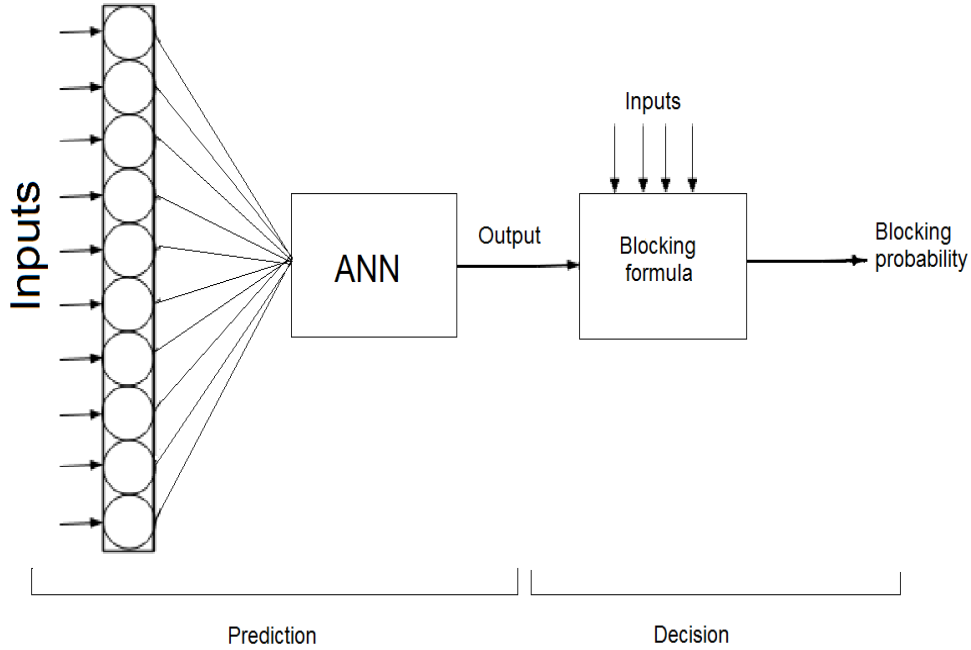 Inputs
ANN
Output
Inputs
Blocking
formula
Blocking
probability
Prediction
Decision